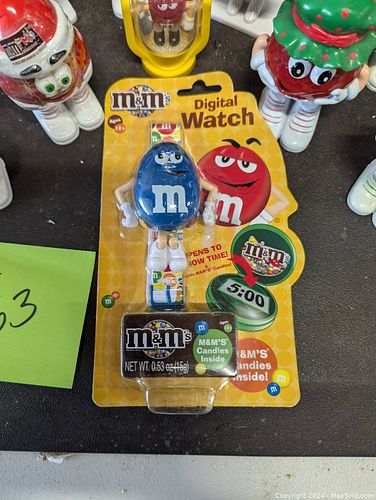 m&m's
Digital
Watch
m
m
OPENS TO
SHOW TIME!
&
m&m's
5:00
m&m's
M&M'S
Candies
Inside
NET WT. 0.53 oz (15g)
M&M'S
Candies
Inside!
63
m&m's
Copyright 2024 - MaxSold.com